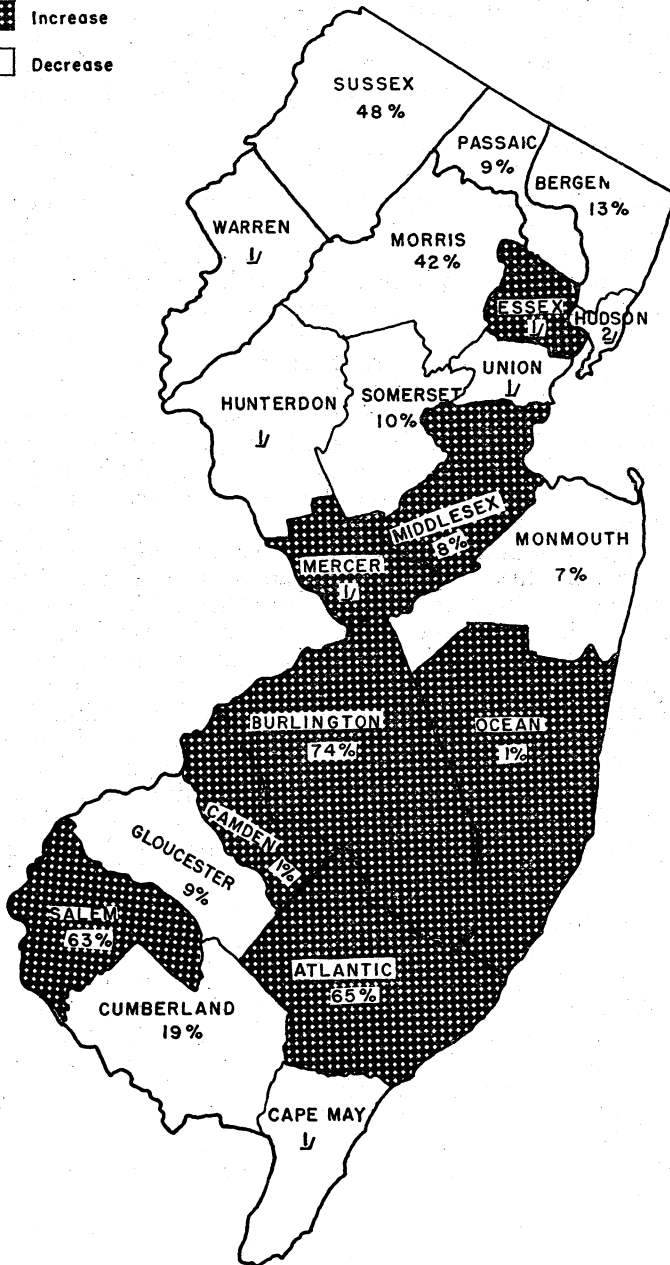 Increase
Decrease
SUSSEX
48%
PASSAIC
9%
BERGEN
13%
WARREN
1/
MORRIS
42%
ESSEX
1/
HUDSON
2/
UNION
1/
HUNTERDON
1/
SOMERSET
10%
MIDDLESEX
8%
MERCER
1/
MONMOUTH
7%
BURLINGTON
74%
OCEAN
1%
CAMDEN
1%
GLOUCESTER
9%
SALEM
63%
ATLANTIC
65%
CUMBERLAND
19%
CAPE MAY
1/